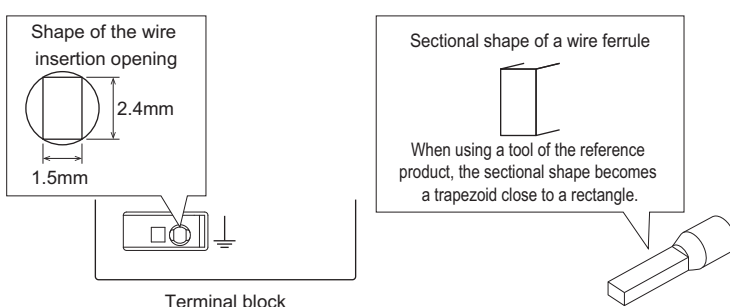 Shape of the wire
insertion opening
2.4mm
1.5mm
Terminal block
Sectional shape of a wire ferrule
When using a tool of the reference
product, the sectional shape becomes
a trapezoid close to a rectangle.